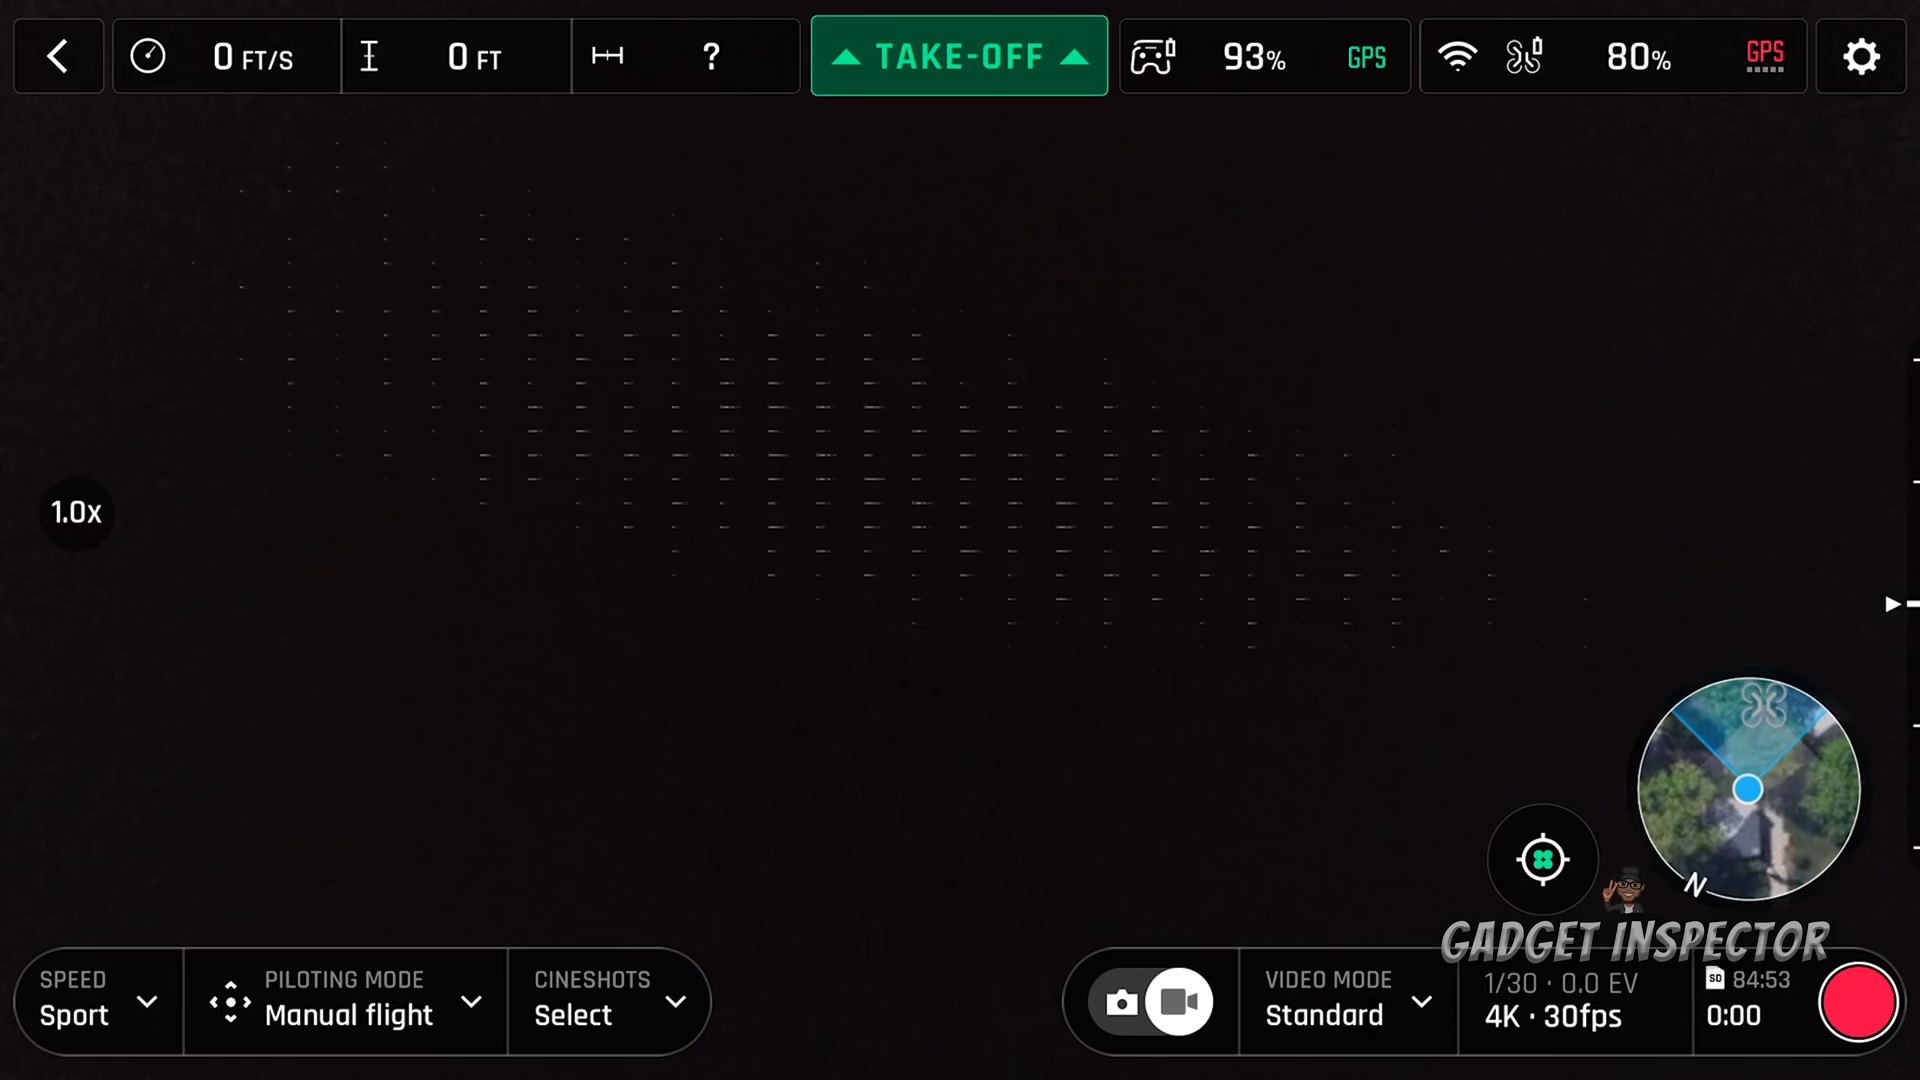 0 FT/S
0 FT
?
TAKE-OFF
93%
GPS
80%
GPS
1.0x
N
GADGET INSPECTOR
SPEED
Sport
PILOTING MODE
Manual flight
CINESHOTS
Select
VIDEO MODE
Standard
1/30 · 0.0 EV
4K · 30fps
SD 84:53
0:00